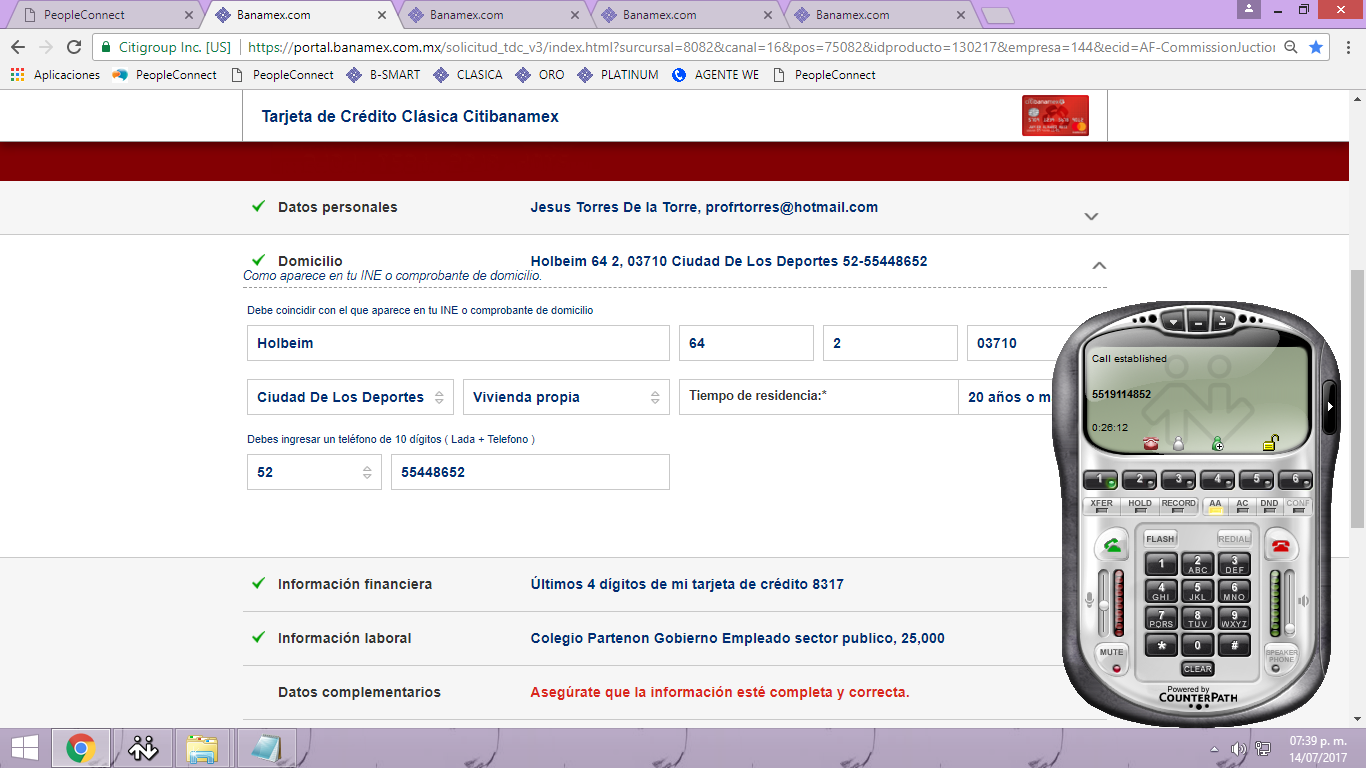 PeopleConnect
Banamex.com
Banamex.com
Banamex.com
Banamex.com
Citigroup Inc. [US]
https://portal.banamex.com.mx/solicitud_tdc_v3/index.html?surcursal=8082&canal=16&pos=75082&idproducto=130217&empresa=144&ecid=AF-CommissionJuctior
Aplicaciones
PeopleConnect
PeopleConnect
B-SMART
CLASICA
ORO
PLATINUM
AGENTE WE
PeopleConnect
Tarjeta de Crédito Clásica Citibanamex
Datos personales
Jesus Torres De la Torre, profrtorres@hotmail.com
Domicilio
Holbeim 64 2, 03710 Ciudad De Los Deportes 52-55448652
Como aparece en tu INE o comprobante de domicilio.
Debe coincidir con el que aparece en tu INE o comprobante de domicilio
Holbeim
64
2
03710
Ciudad De Los Deportes
Vivienda propia
Tiempo de residencia:*
20 años o m
Debes ingresar un teléfono de 10 dígitos ( Lada + Telefono )
52
55448652
Información financiera
Últimos 4 dígitos de mi tarjeta de crédito 8317
Información laboral
Colegio Partenon Gobierno Empleado sector publico, 25,000
Datos complementarios
Asegúrate que la información esté completa y correcta.
Call established
5519114852
0:26:12
1
2
3
4
5
6
XFER
HOLD
RECORD
AA
AC
DND
CONF
FLASH
REDIAL
1
2 ABC
3 DEF
4 GHI
5 JKL
6 MNO
7 PQRS
8 TUV
9 WXYZ
*
0
#
MUTE
CLEAR
SPEAKER
PHONE
Powered by
COUNTERPATH
07:39 p. m.
14/07/2017